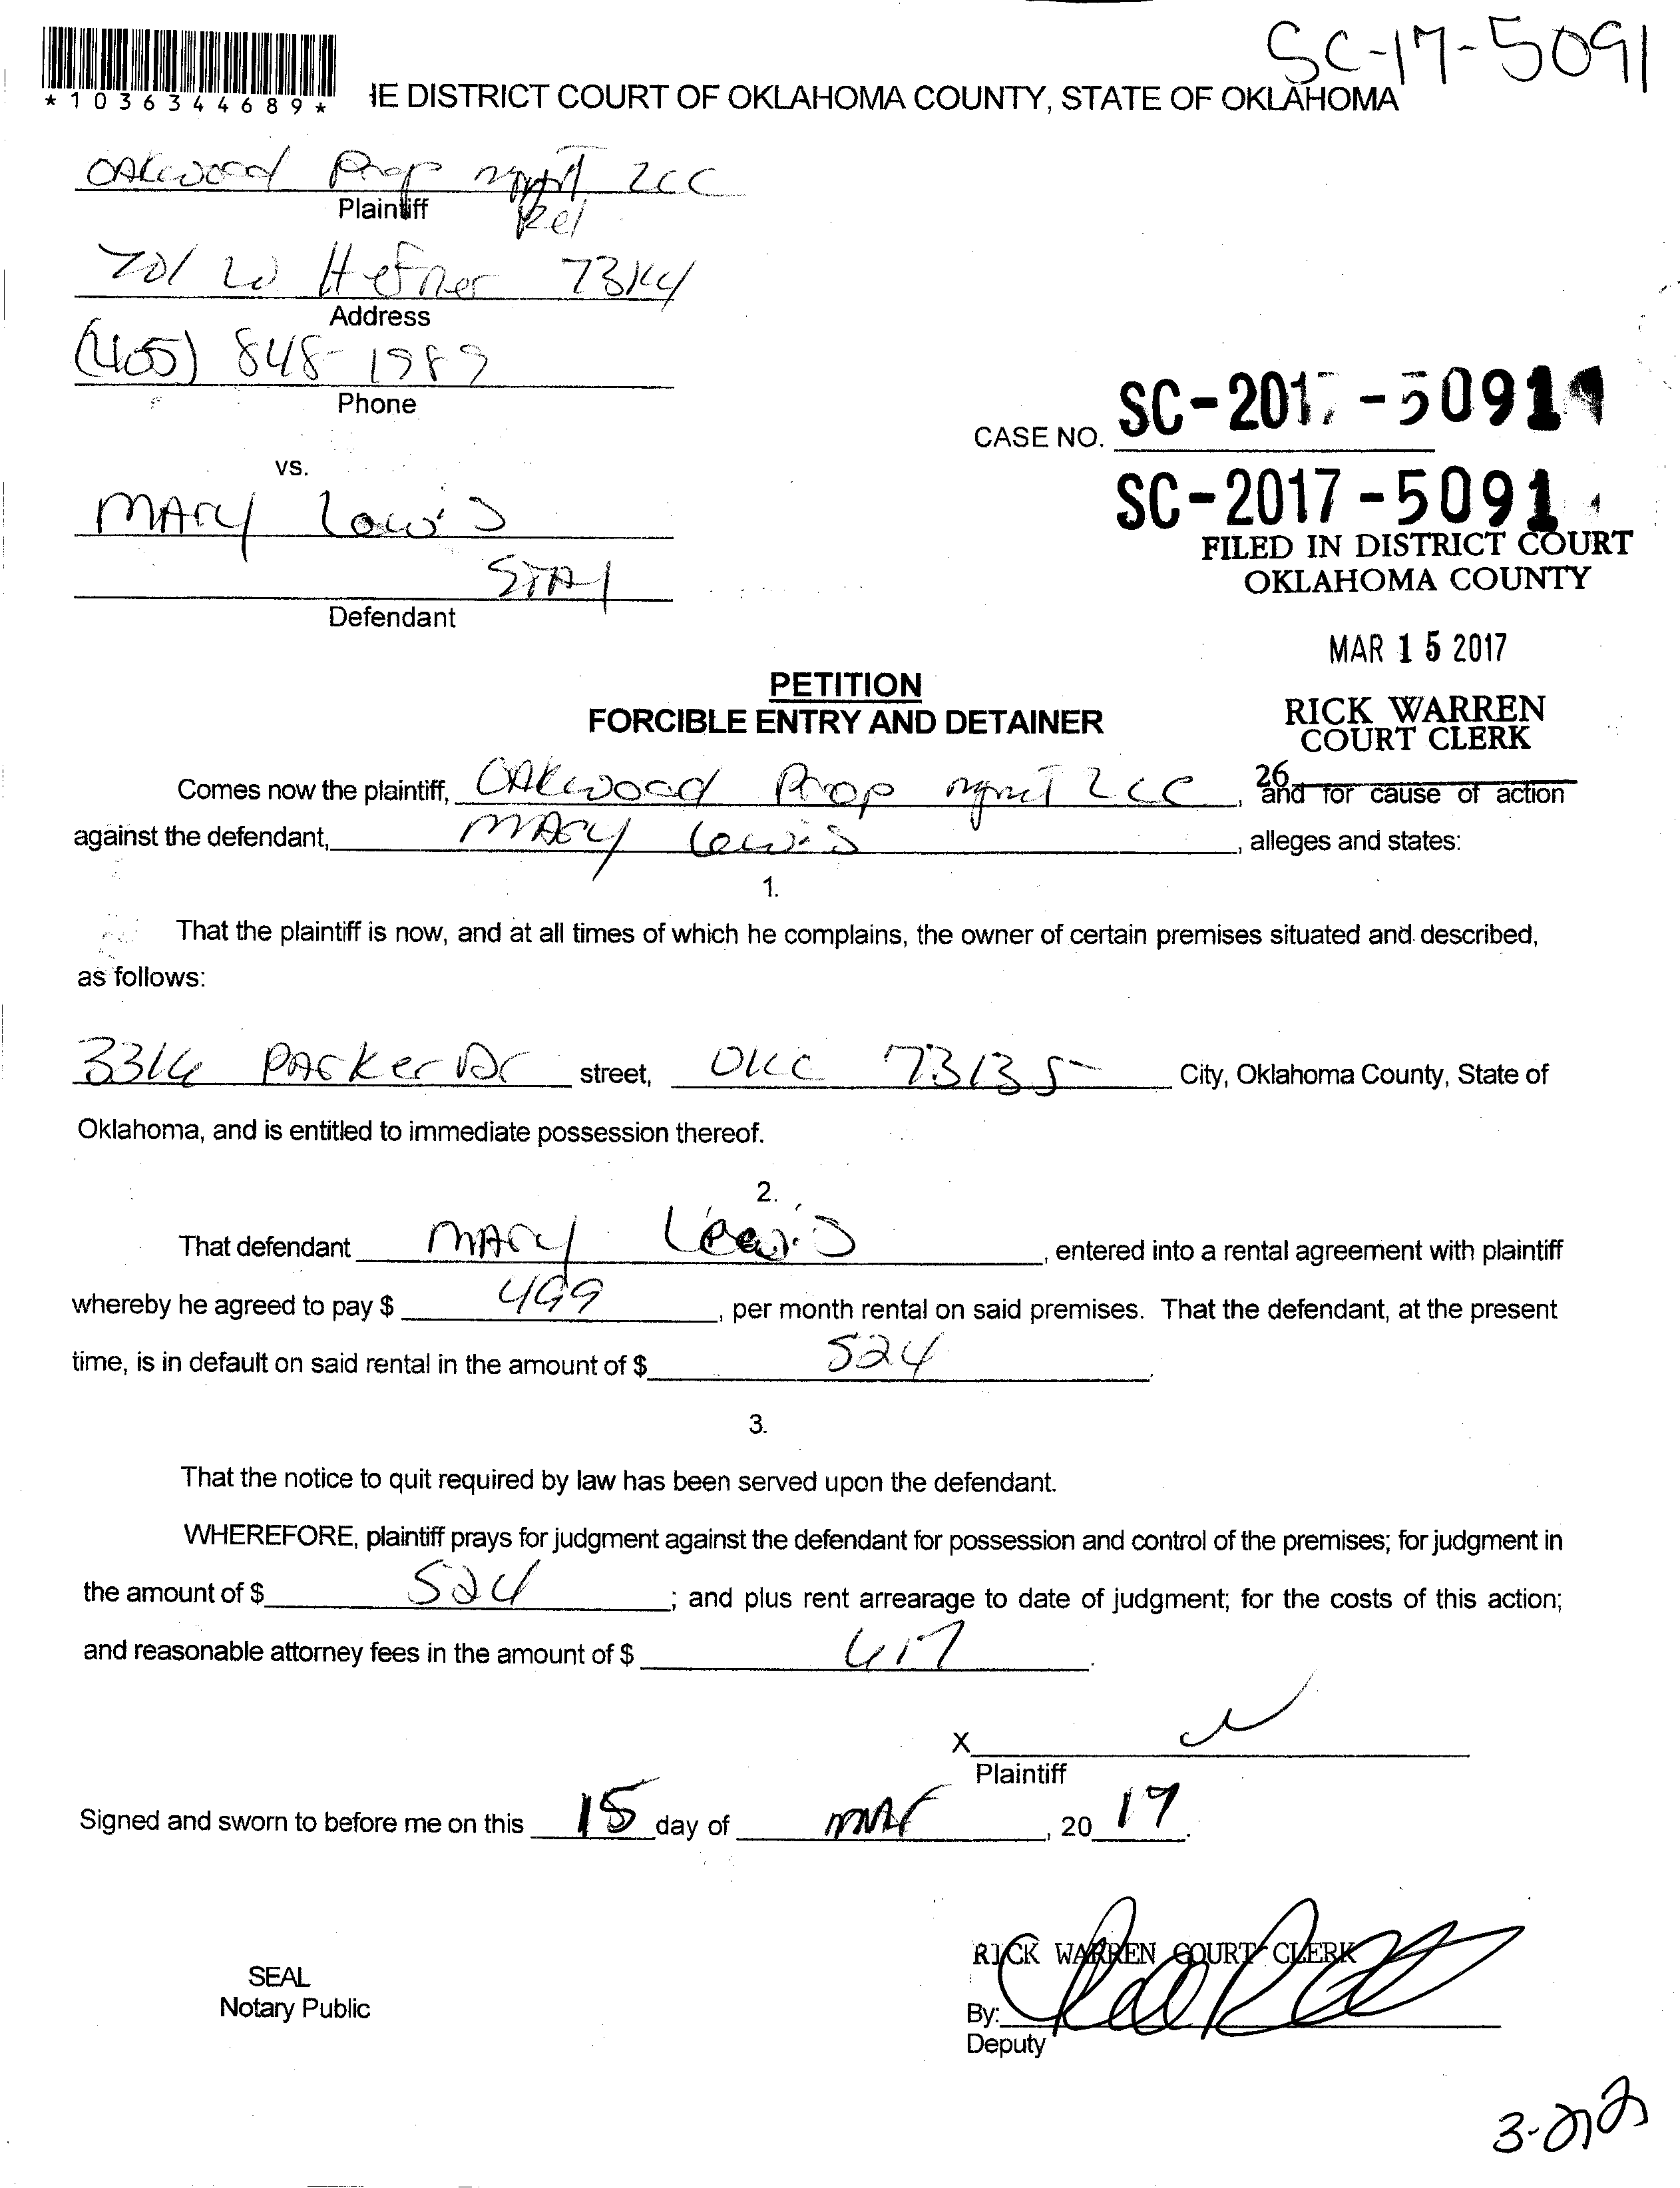 SC-17-5091
*1036344689*
IE DISTRICT COURT OF OKLAHOMA COUNTY, STATE OF OKLAHOMA
OAkwood Prop mgmt LLC
Plaintiff
Rel
701 W Hefner 73114
Address
(405) 848-1989
Phone
SC-2017-5091
CASE NO.
vs.
SC-2017-5091
MAry Lewis
FILED IN DISTRICT COURT
OKLAHOMA COUNTY
STAY
Defendant
MAR 15 2017
PETITION
FORCIBLE ENTRY AND DETAINER
RICK WARREN
COURT CLERK
26
Comes now the plaintiff, OAkwood Prop mgmt LLC, and for cause of action
against the defendant, MAry Lewis, alleges and states:
1.
That the plaintiff is now, and at all times of which he complains, the owner of certain premises situated and described,
as follows:
PArker Dr street, OKC 73135 City, Oklahoma County, State of
Oklahoma, and is entitled to immediate possession thereof.
2.
That defendant MAry Lewis, entered into a rental agreement with plaintiff
whereby he agreed to pay $ 499, per month rental on said premises. That the defendant, at the present
time, is in default on said rental in the amount of $ 524.
3.
That the notice to quit required by law has been served upon the defendant.
WHEREFORE, plaintiff prays for judgment against the defendant for possession and control of the premises; for judgment in
the amount of $ 524; and plus rent arrearage to date of judgment; for the costs of this action;
and reasonable attorney fees in the amount of $ .
X
Plaintiff
Signed and sworn to before me on this 15 day of mAr, 20 17.
RICK WARREN COURT CLERK
SEAL
Notary Public
By:
Deputy